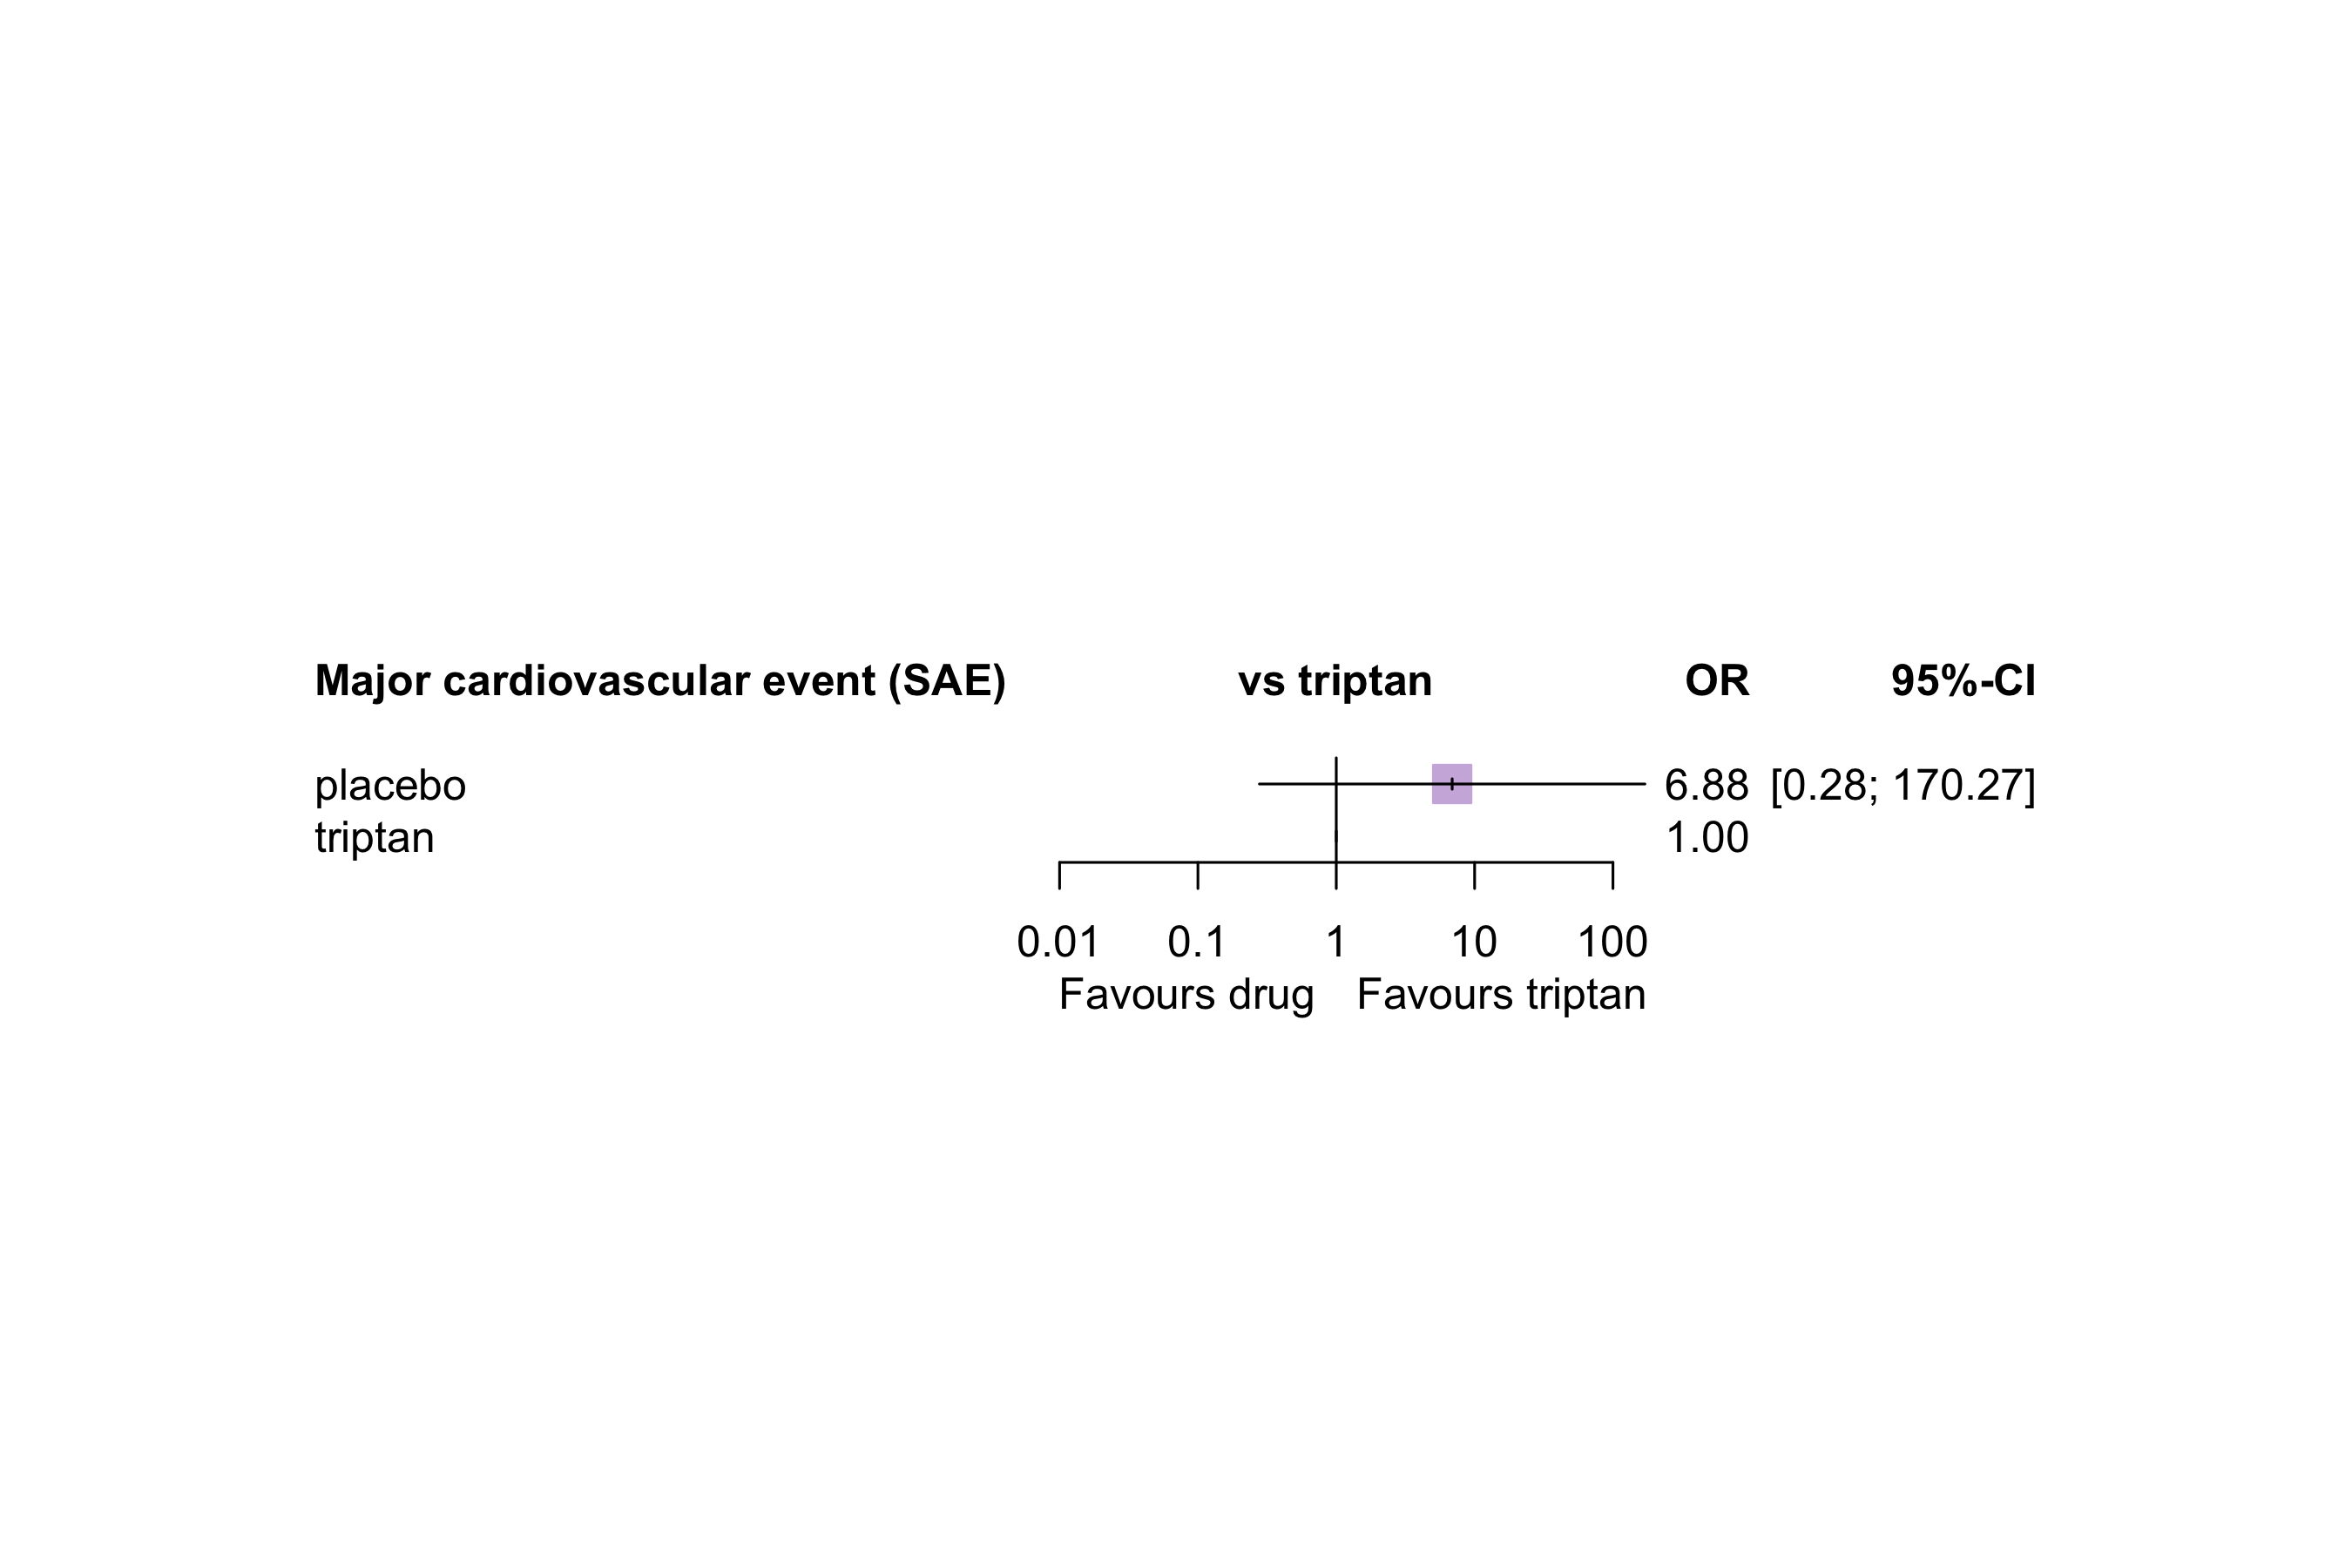 Major cardiovascular event (SAE) vs triptan OR 95%-CI
placebo 6.88 [0.28; 170.27]
triptan 1.00
0.01 0.1 1 10 100
Favours drug Favours triptan